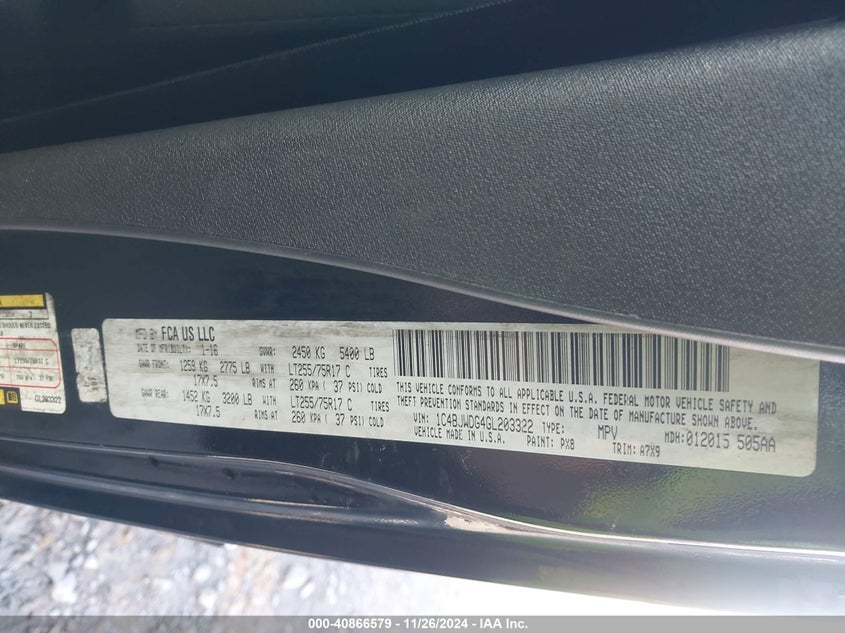 MFD BY FCA US LLC
DATE OF MFR/BUILT: 1-16 GVWR: 2450 KG 5400 LB
GAWR FRONT: 1259 KG 2775 LB WITH LT255/75R17 C TIRES
17X7.5 RIMS AT 260 KPA ( 37 PSI) COLD
GAWR REAR: 1452 KG 3200 LB WITH LT255/75R17 C TIRES
17X7.5 RIMS AT 260 KPA ( 37 PSI) COLD
THIS VEHICLE CONFORMS TO ALL APPLICABLE U.S.A. FEDERAL MOTOR VEHICLE SAFETY AND
THEFT PREVENTION STANDARDS IN EFFECT ON THE DATE OF MANUFACTURE SHOWN ABOVE.
VIN: 1C4BJWDG4GL203322 TYPE: MPV MDH: 012015 505AA
VEHICLE MADE IN U.S.A. PAINT: PX8 TRIM: A7X9
GL203322
000-40866579 - 11/26/2024 - IAA Inc.